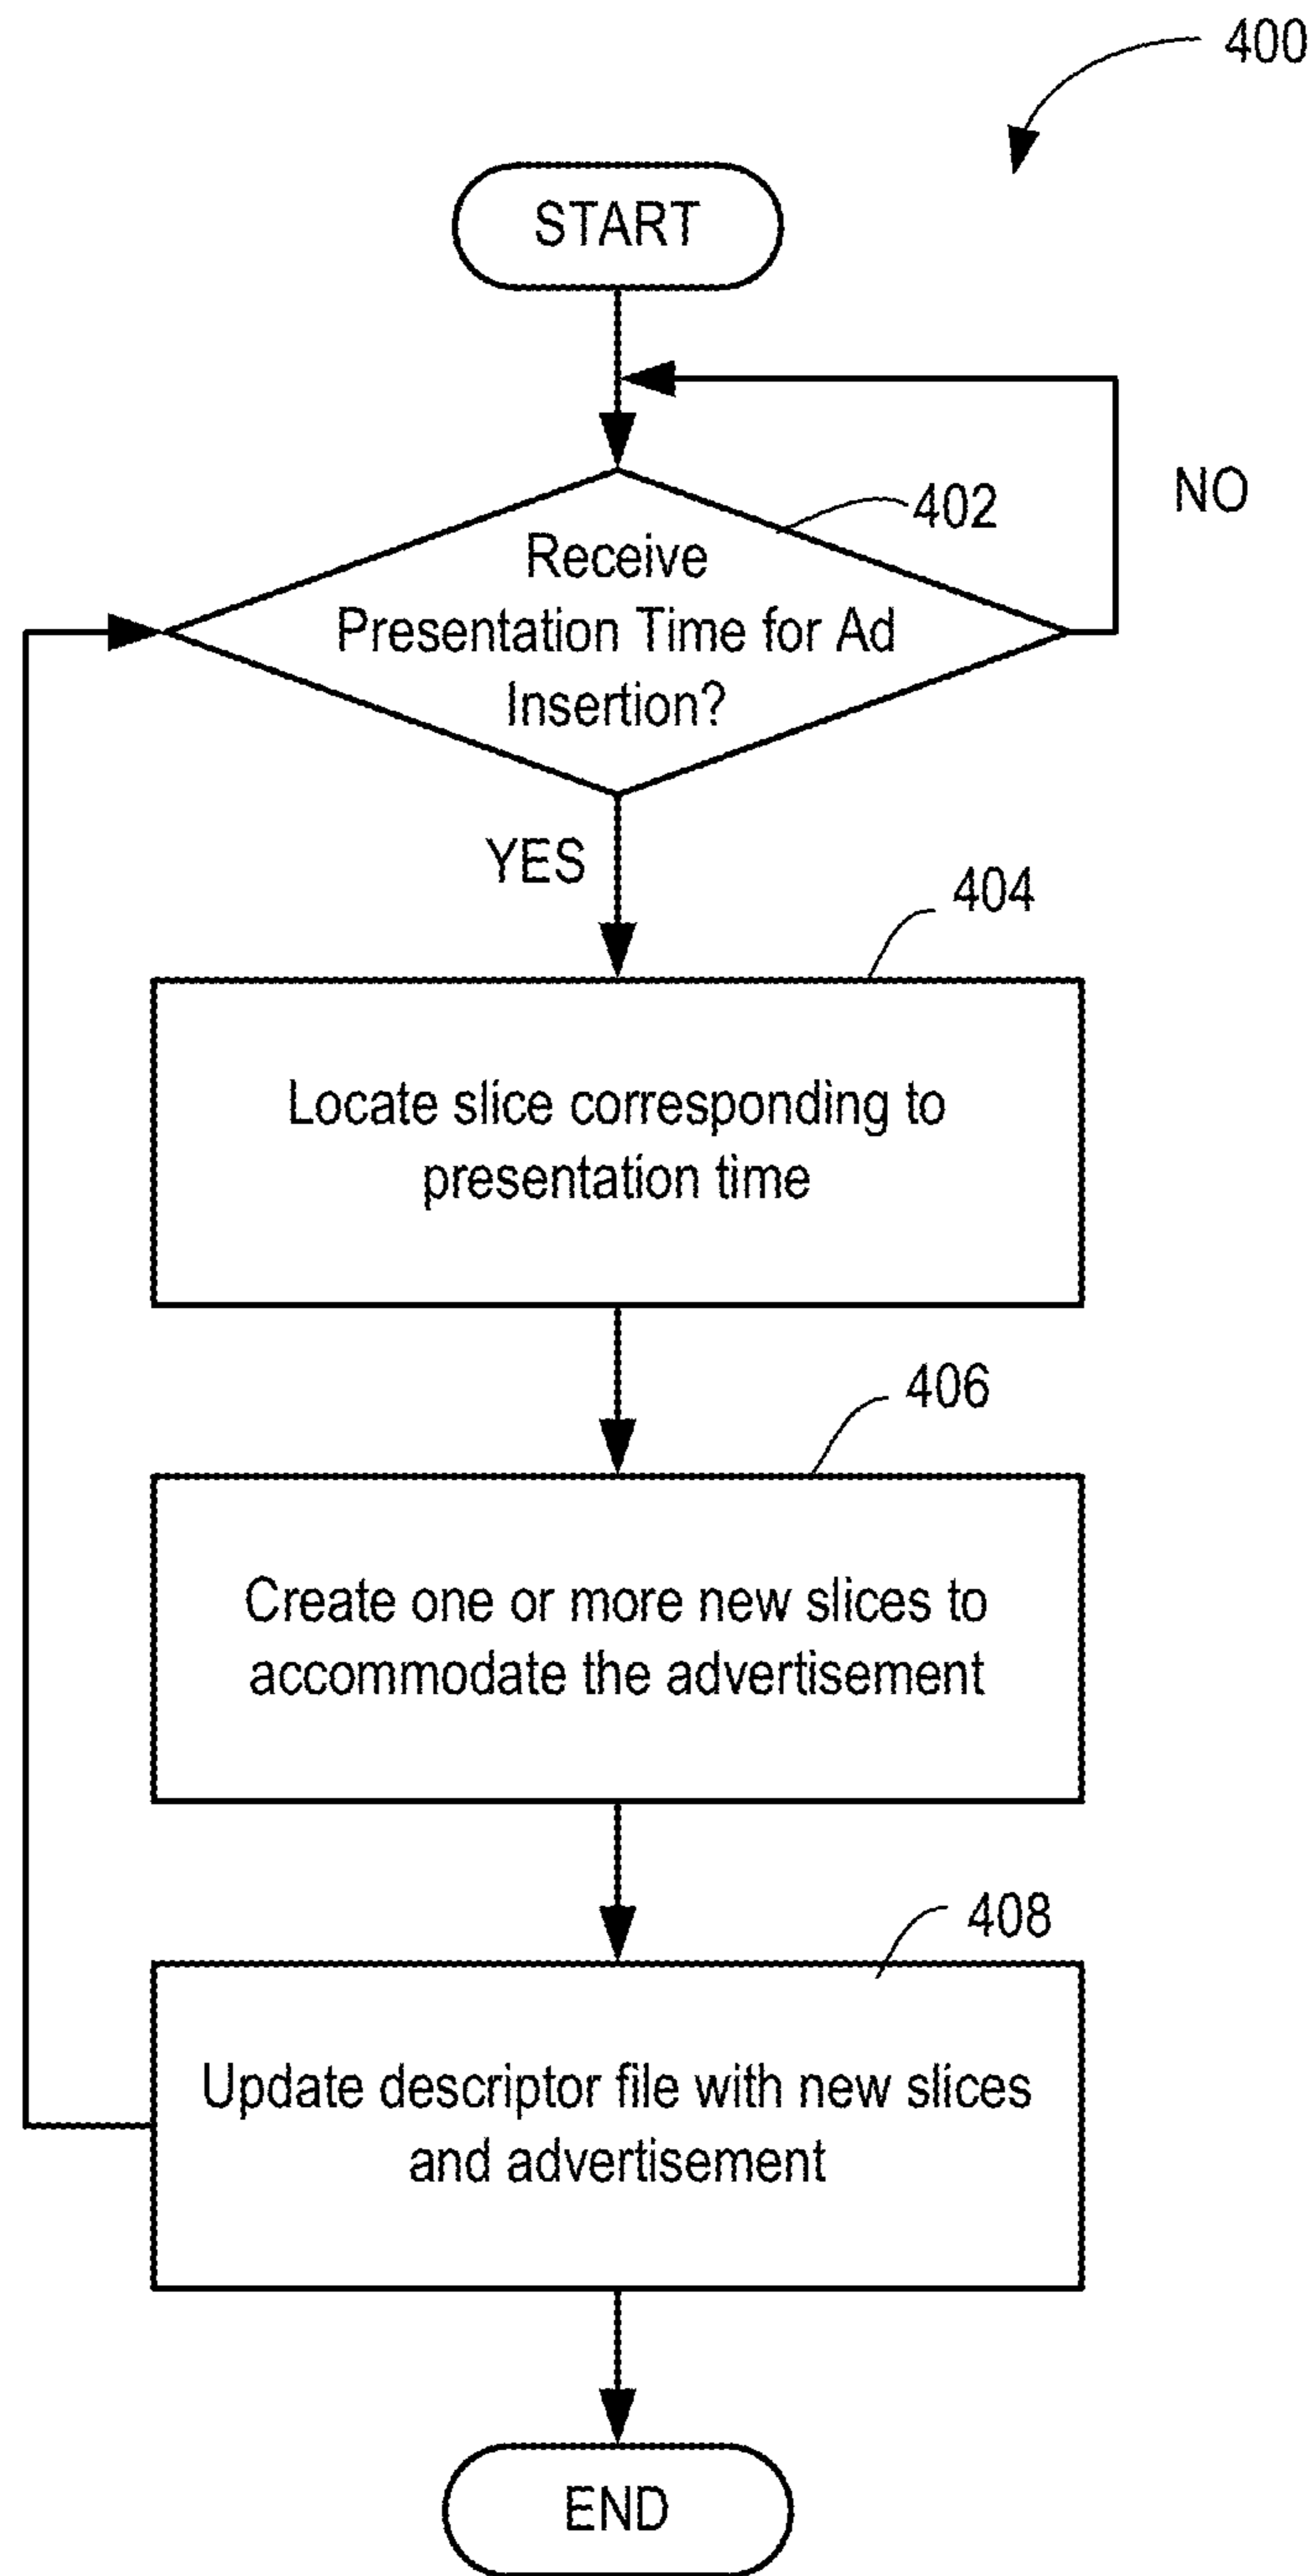 400
START
402
NO
Receive
Presentation Time for Ad
Insertion?
YES
404
Locate slice corresponding to
presentation time
406
Create one or more new slices to
accommodate the advertisement
408
Update descriptor file with new slices
and advertisement
END